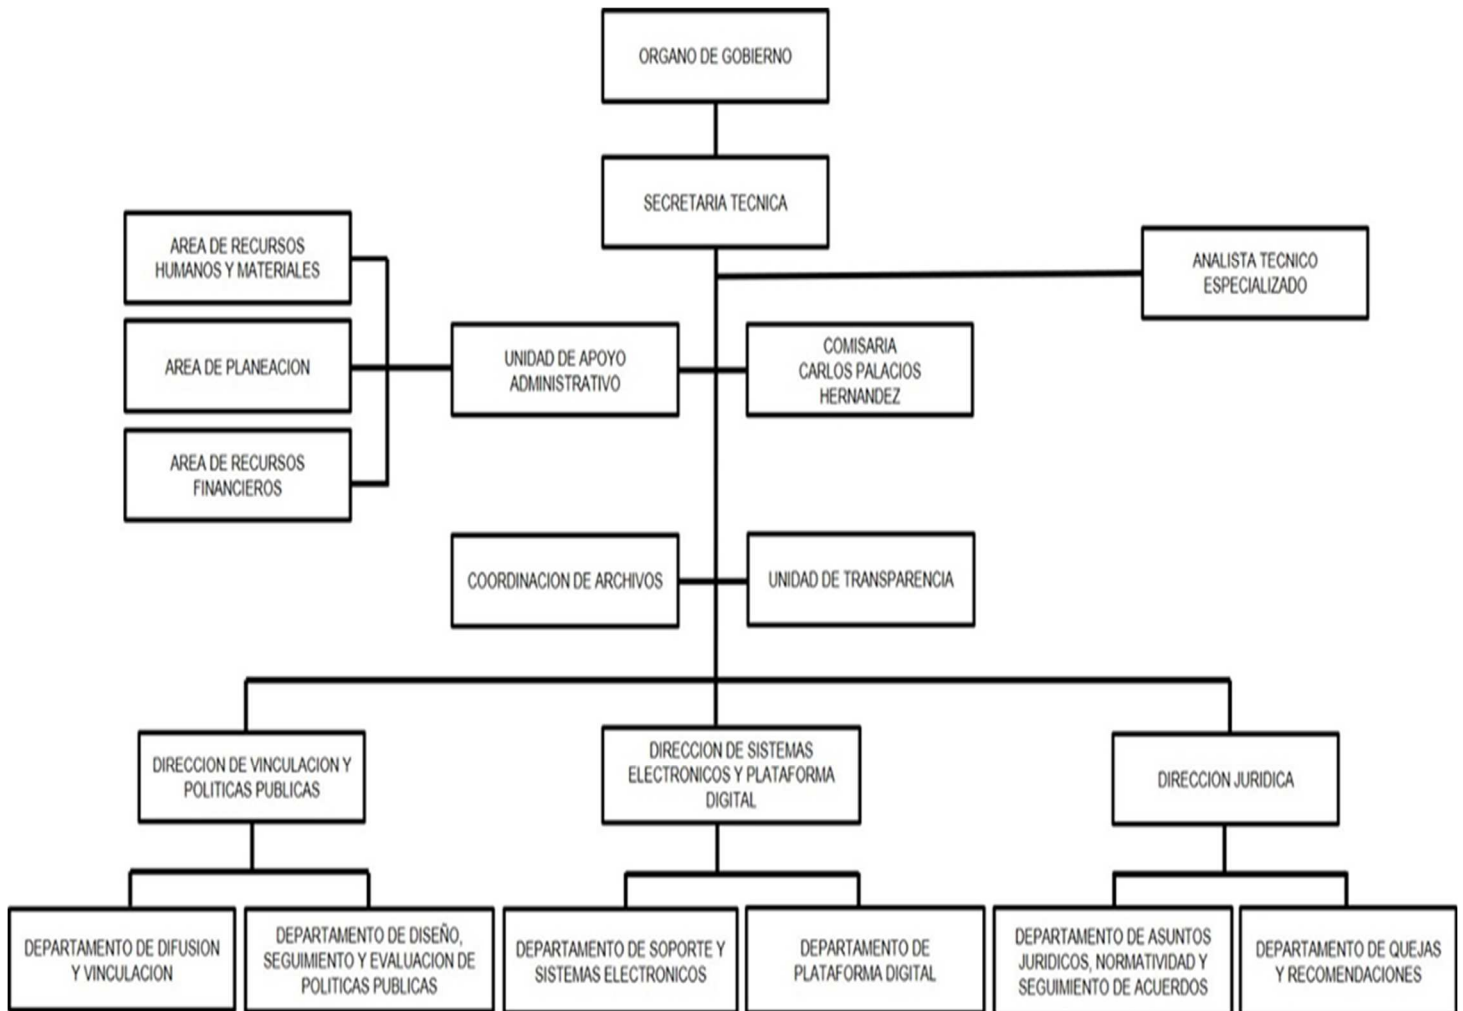 ORGANO DE GOBIERNO
SECRETARIA TECNICA
AREA DE RECURSOS
HUMANOS Y MATERIALES
ANALISTA TECNICO
ESPECIALIZADO
AREA DE PLANEACION
UNIDAD DE APOYO
ADMINISTRATIVO
COMISARIA
CARLOS PALACIOS
HERNANDEZ
AREA DE RECURSOS
FINANCIEROS
COORDINACION DE ARCHIVOS
UNIDAD DE TRANSPARENCIA
DIRECCION DE VINCULACION Y
POLITICAS PUBLICAS
DIRECCION DE SISTEMAS
ELECTRONICOS Y PLATAFORMA
DIGITAL
DIRECCION JURIDICA
DEPARTAMENTO DE DIFUSION
Y VINCULACION
DEPARTAMENTO DE DISEÑO,
SEGUIMIENTO Y EVALUACION DE
POLITICAS PUBLICAS
DEPARTAMENTO DE SOPORTE Y
SISTEMAS ELECTRONICOS
DEPARTAMENTO DE
PLATAFORMA DIGITAL
DEPARTAMENTO DE ASUNTOS
JURIDICOS, NORMATIVIDAD Y
SEGUIMIENTO DE ACUERDOS
DEPARTAMENTO DE QUEJAS
Y RECOMENDACIONES